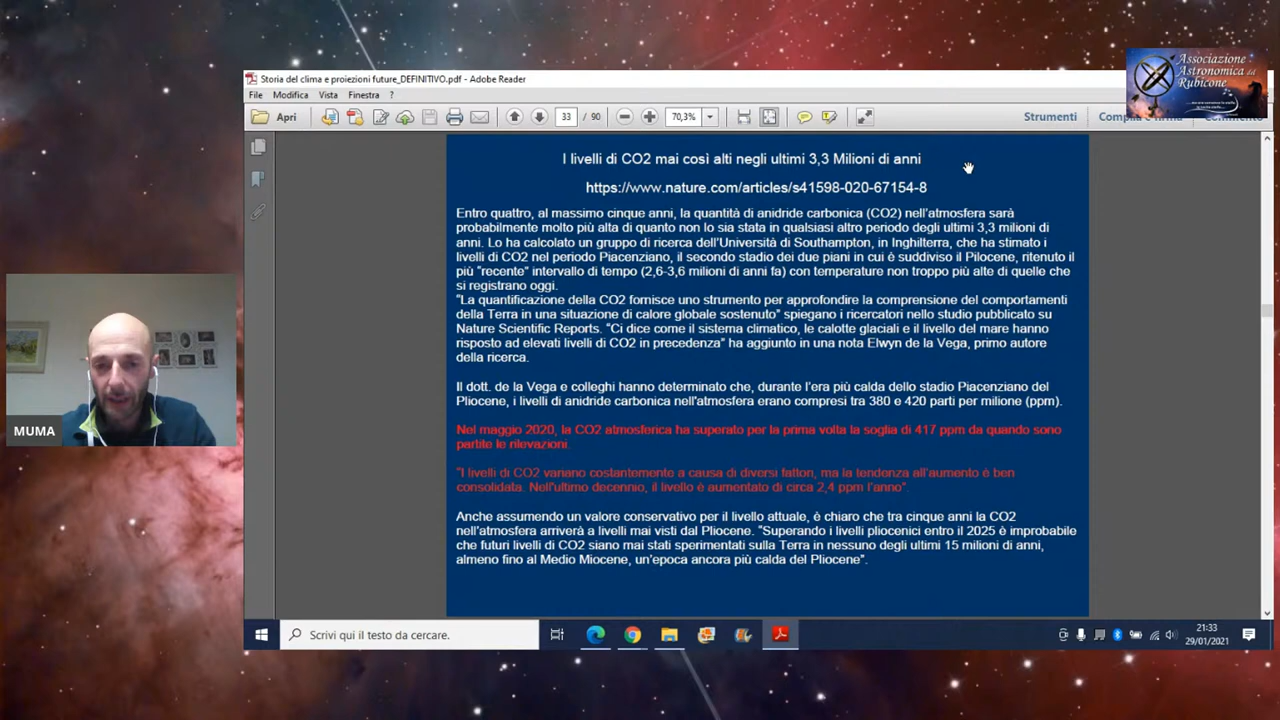 Associazione
Astronomica del
Rubicone
Storia del clima e proiezioni future_DEFINITIVO.pdf - Adobe Reader
File Modifica Vista Finestra ?
Apri 33 / 90 70,3% Strumenti
I livelli di CO2 mai così alti negli ultimi 3,3 Milioni di anni
https://www.nature.com/articles/s41598-020-67154-8
Entro quattro, al massimo cinque anni, la quantità di anidride carbonica (CO2) nell'atmosfera sarà
probabilmente molto più alta di quanto non lo sia stata in qualsiasi altro periodo degli ultimi 3,3 milioni di
anni. Lo ha calcolato un gruppo di ricerca dell'Università di Southampton, in Inghilterra, che ha stimato i
livelli di CO2 nel periodo Piacenziano, il secondo stadio dei due piani in cui è suddiviso il Pilocene, ritenuto il
più "recente" intervallo di tempo (2,6-3,6 milioni di anni fa) con temperature non troppo più alte di quelle che
si registrano oggi.
"La quantificazione della CO2 fornisce uno strumento per approfondire la comprensione del comportamenti
della Terra in una situazione di calore globale sostenuto" spiegano i ricercatori nello studio pubblicato su
Nature Scientific Reports. "Ci dice come il sistema climatico, le calotte glaciali e il livello del mare hanno
risposto ad elevati livelli di CO2 in precedenza" ha aggiunto in una nota Elwyn de la Vega, primo autore
della ricerca.
Il dott. de la Vega e colleghi hanno determinato che, durante l'era più calda dello stadio Piacenziano del
Pliocene, i livelli di anidride carbonica nell'atmosfera erano compresi tra 380 e 420 parti per milione (ppm).
Nel maggio 2020, la CO2 atmosferica ha superato per la prima volta la soglia di 417 ppm da quando sono
partite le rilevazioni.
"I livelli di CO2 variano costantemente a causa di diversi fattori, ma la tendenza all'aumento è ben
consolidata. Nell'ultimo decennio, il livello è aumentato di circa 2,4 ppm l'anno".
Anche assumendo un valore conservativo per il livello attuale, è chiaro che tra cinque anni la CO2
nell'atmosfera arriverà a livelli mai visti dal Pliocene. "Superando i livelli pliocenici entro il 2025 è improbabile
che futuri livelli di CO2 siano mai stati sperimentati sulla Terra in nessuno degli ultimi 15 milioni di anni,
almeno fino al Medio Miocene, un'epoca ancora più calda del Pliocene".
MUMA
Scrivi qui il testo da cercare.
21:33
29/01/2021